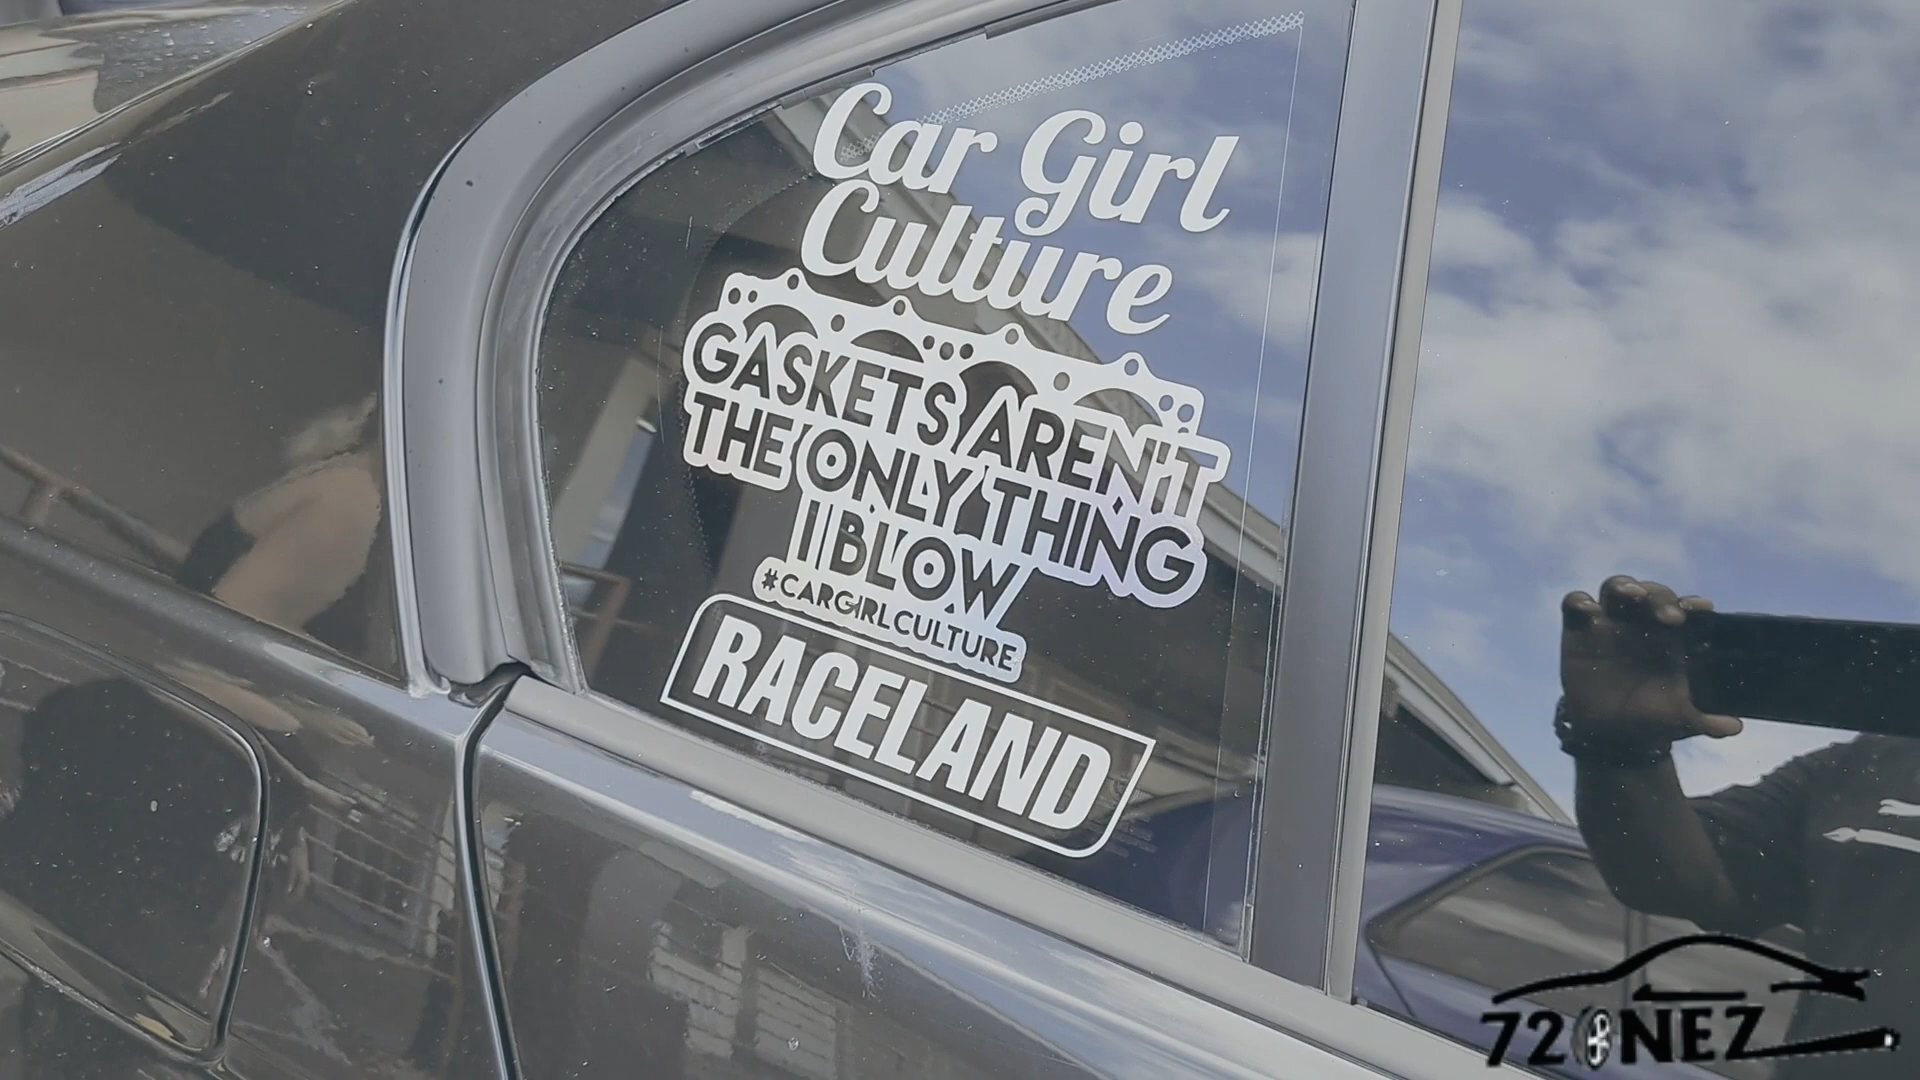 Car Girl
Culture
GASKETS AREN'T
THE ONLY THING
I BLOW
#CARGIRLCULTURE
RACELAND
72ONEZ